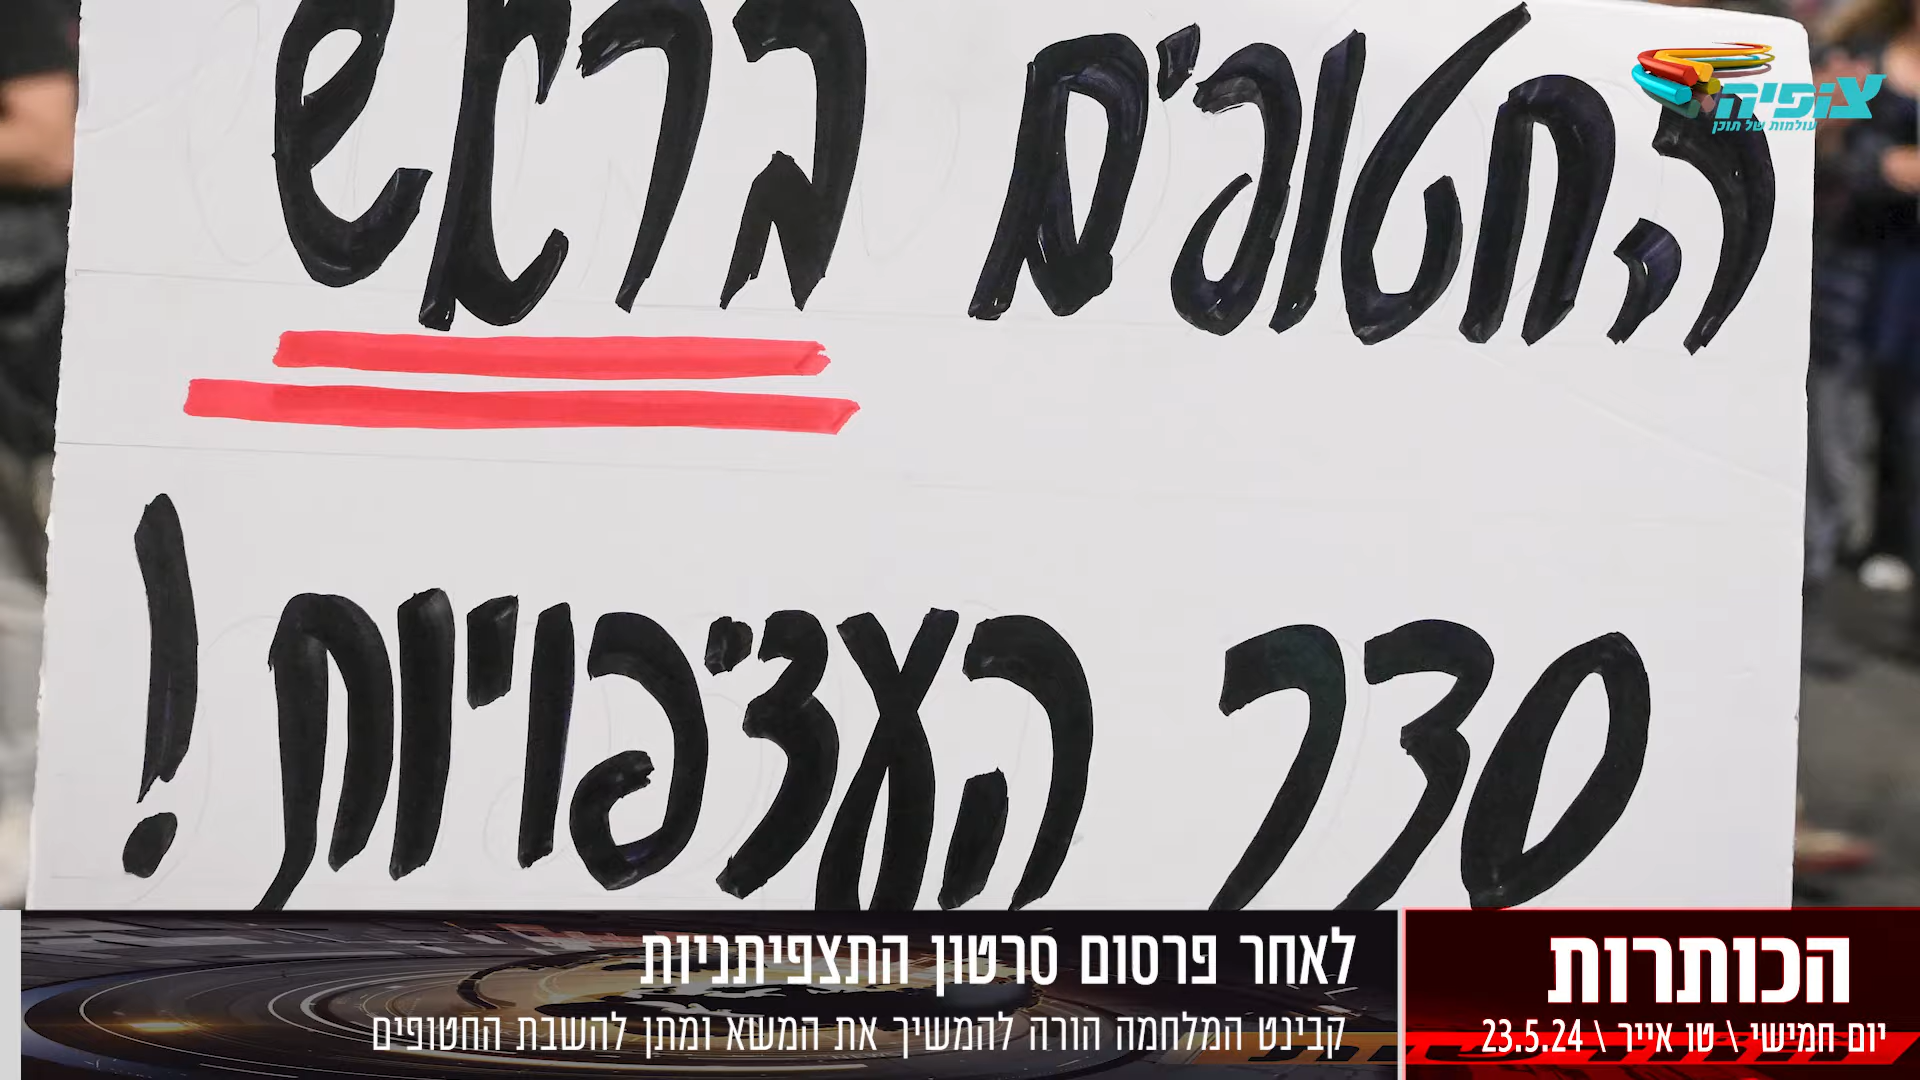 צופיה
עולמות של תוכן
החטופים בראש
סדר העדיפויות!
לאחר פרסום סרטון התצפיתניות
קבינט המלחמה הורה להמשיך את המשא ומתן להשבת החטופים
הכותרות
יום חמישי \ טו אייר \ 23.5.24